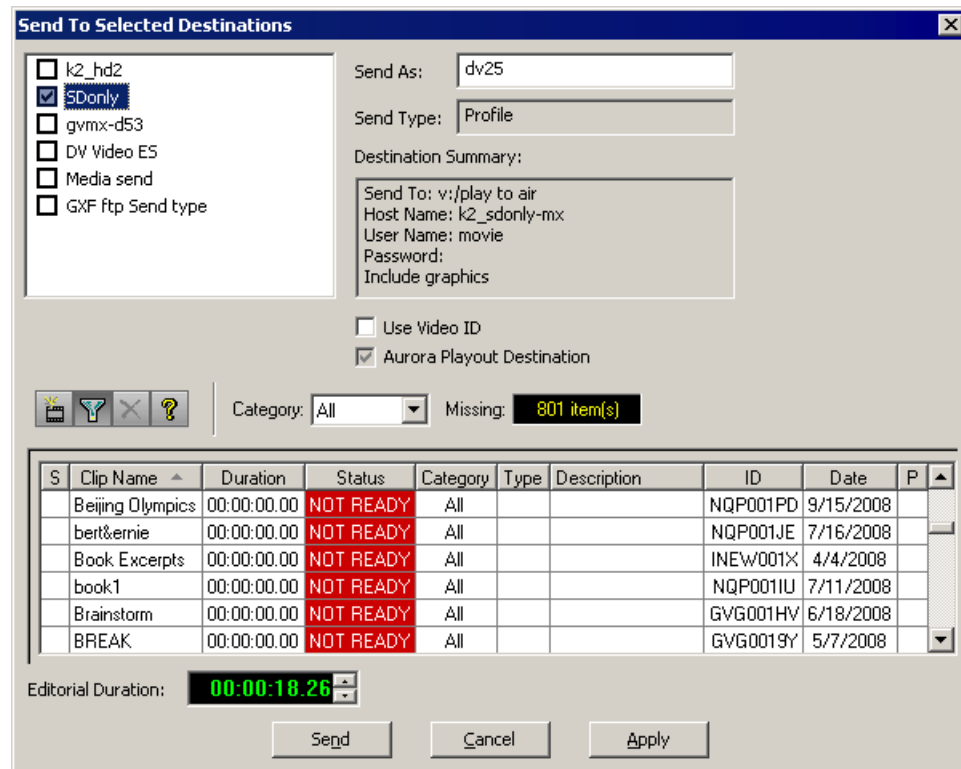 Send To Selected Destinations
k2_hd2
SDonly
gvmx-d53
DV Video ES
Media send
GXF ftp Send type
Send As: dv25
Send Type: Profile
Destination Summary:
Send To: v:/play to air
Host Name: k2_sdonly-mx
User Name: movie
Password:
Include graphics
Use Video ID
Aurora Playout Destination
Category: All Missing: 801 item(s)
S Clip Name Duration Status Category Type Description ID Date P
Beijing Olympics 00:00:00.00 NOT READY All NQP001PD 9/15/2008
bert&ernie 00:00:00.00 NOT READY All NQP001JE 7/16/2008
Book Excerpts 00:00:00.00 NOT READY All INEW001X 4/4/2008
book1 00:00:00.00 NOT READY All NQP001IU 7/11/2008
Brainstorm 00:00:00.00 NOT READY All GVG001HV 6/18/2008
BREAK 00:00:00.00 NOT READY All GVG0019Y 5/7/2008
Editorial Duration: 00:00:18.26
Send Cancel Apply